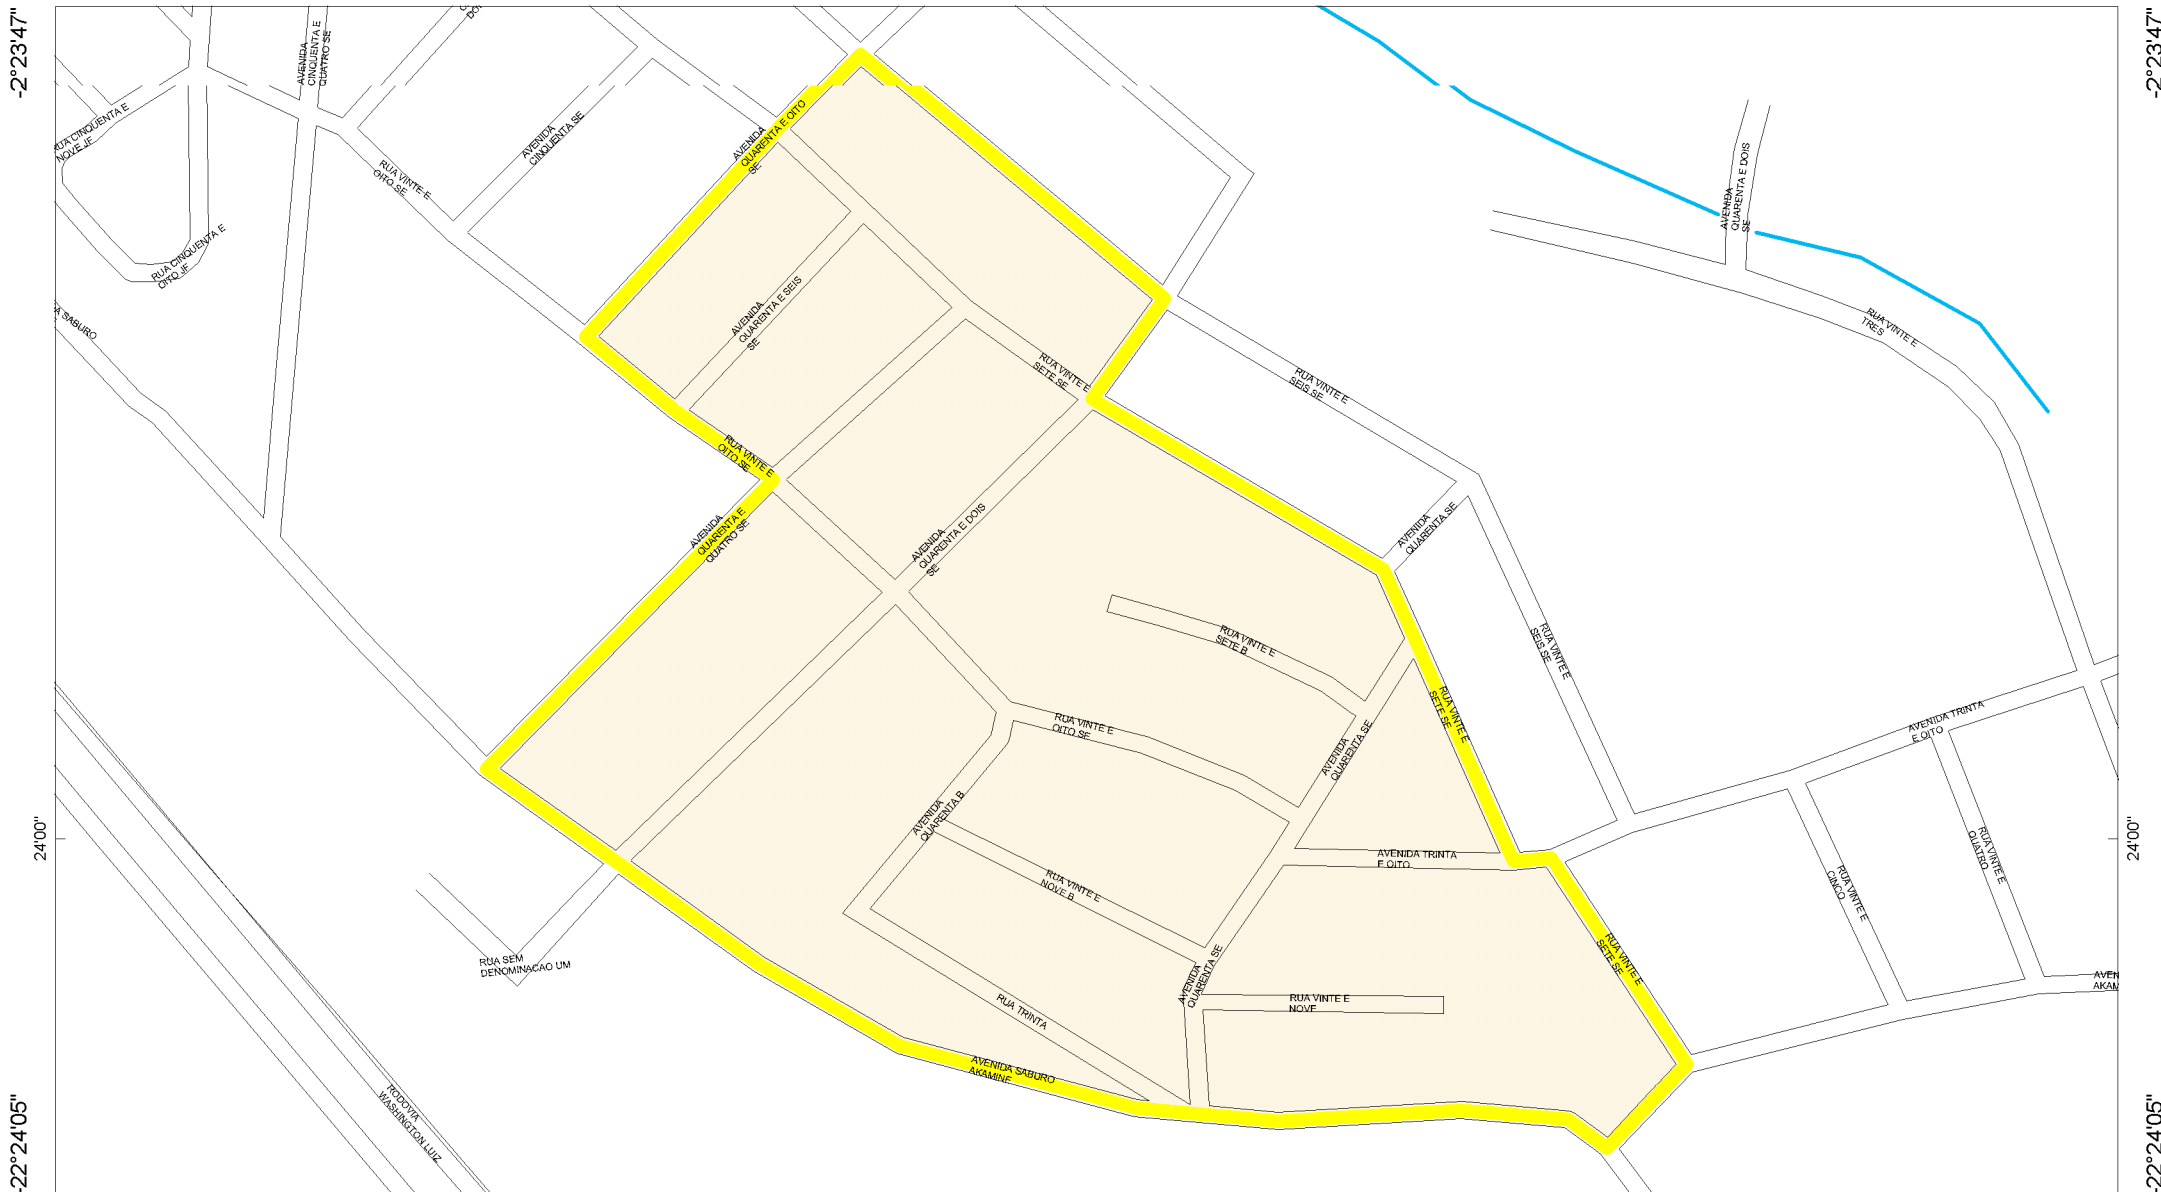 -2°23'47"
-2°23'47"
AVENIDA
CINQUENTA E
QUATRO SE
RUA CINQUENTA E
NOVE JF
RUA VINTE E
OITO SE
AVENIDA
CINQUENTA SE
AVENIDA
QUARENTA E OITO
SE
AVENIDA
QUARENTA E DOIS
SE
RUA CINQUENTA E
OITO JF
SABURO
AVENIDA
QUARENTA E SEIS
SE
RUA VINTE E
TRES
RUA VINTE E
SETE SE
RUA VINTE E
SEIS SE
RUA VINTE E
OITO SE
AVENIDA
QUARENTA E
QUATRO SE
AVENIDA
QUARENTA E DOIS
SE
AVENIDA
QUARENTA SE
RUA VINTE E
SETE B
RUA VINTE E
SEIS SE
RUA VINTE E
SETE SE
RUA VINTE E
OITO SE
AVENIDA
QUARENTA SE
AVENIDA TRINTA
E OITO
AVENIDA
QUARENTA B
24'00"
24'00"
AVENIDA TRINTA
E OITO
RUA VINTE E
NOVE B
RUA VINTE E
CINCO
RUA VINTE E
QUATRO
RUA SEM
DENOMINACAO UM
AVENIDA
QUARENTA SE
RUA VINTE E
SETE SE
AVEN
AKAM
RUA TRINTA
RUA VINTE E
NOVE
AVENIDA SABURO
AKAMINE
RODOVIA
WASHINGTON LUIZ
-22°24'05"
-22°24'05"